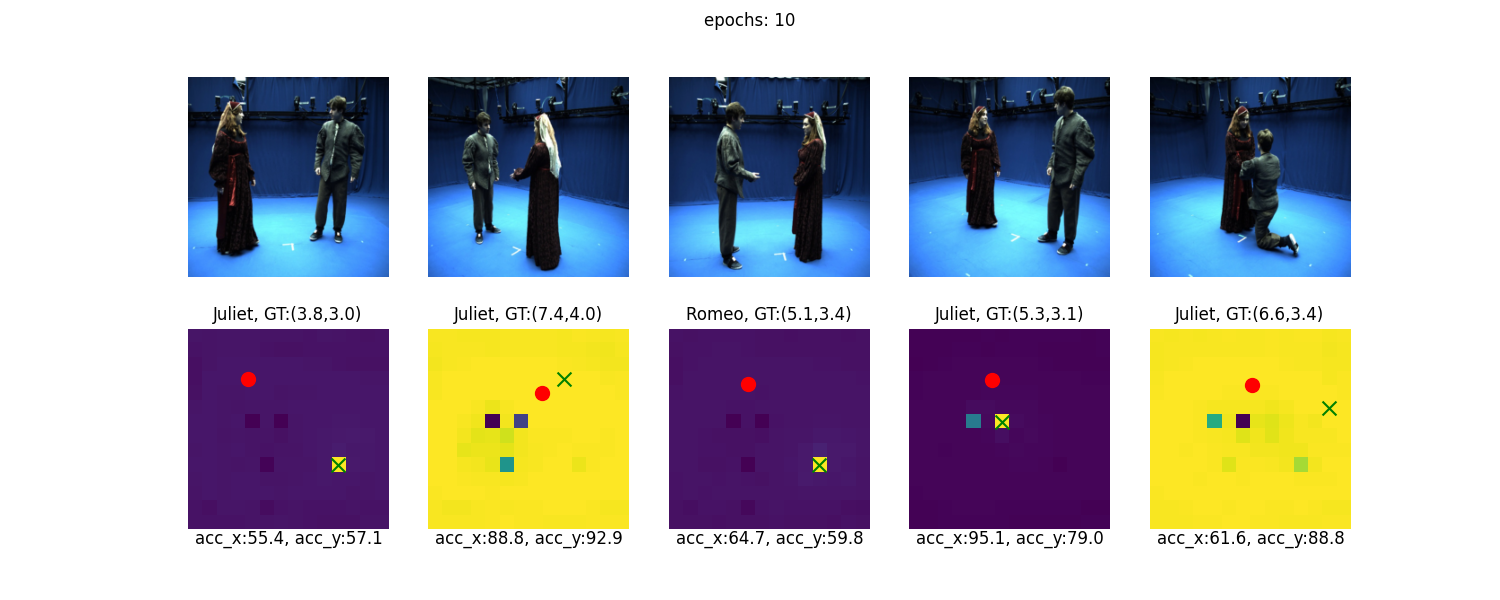 epochs: 10
Juliet, GT:(3.8,3.0)
Juliet, GT:(7.4,4.0)
Romeo, GT:(5.1,3.4)
Juliet, GT:(5.3,3.1)
Juliet, GT:(6.6,3.4)
acc_x:55.4, acc_y:57.1
acc_x:88.8, acc_y:92.9
acc_x:64.7, acc_y:59.8
acc_x:95.1, acc_y:79.0
acc_x:61.6, acc_y:88.8